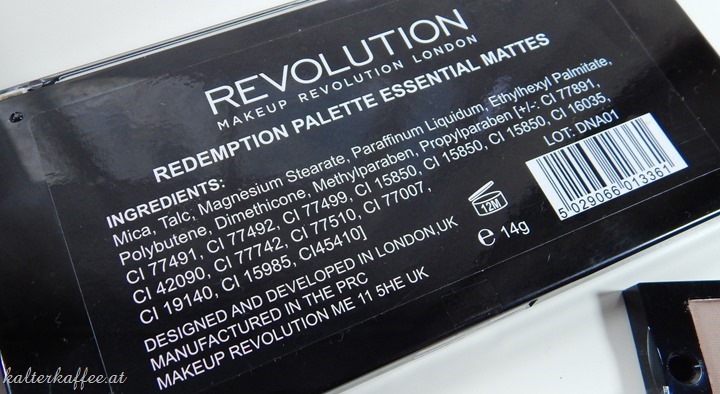 REVOLUTION
MAKEUP REVOLUTION LONDON
REDEMPTION PALETTE ESSENTIAL MATTES
INGREDIENTS:
Mica, Talc, Magnesium Stearate, Paraffinum Liquidum, Ethylhexyl Palmitate,
Polybutene, Dimethicone, Methylparaben, Propylparaben [+/-: CI 77891,
CI 77491, CI 77492, CI 77499, CI 15850, CI 15850, CI 15850, CI 16035,
CI 42090, CI 77742, CI 77510, CI 77007,
CI 19140, CI 15985, CI45410]
DESIGNED AND DEVELOPED IN LONDON.UK
MANUFACTURED IN THE PRC
MAKEUP REVOLUTION ME 11 5HE UK
12M
e 14g
LOT: DNA01
5 029066 013361
kalterkaffee.at